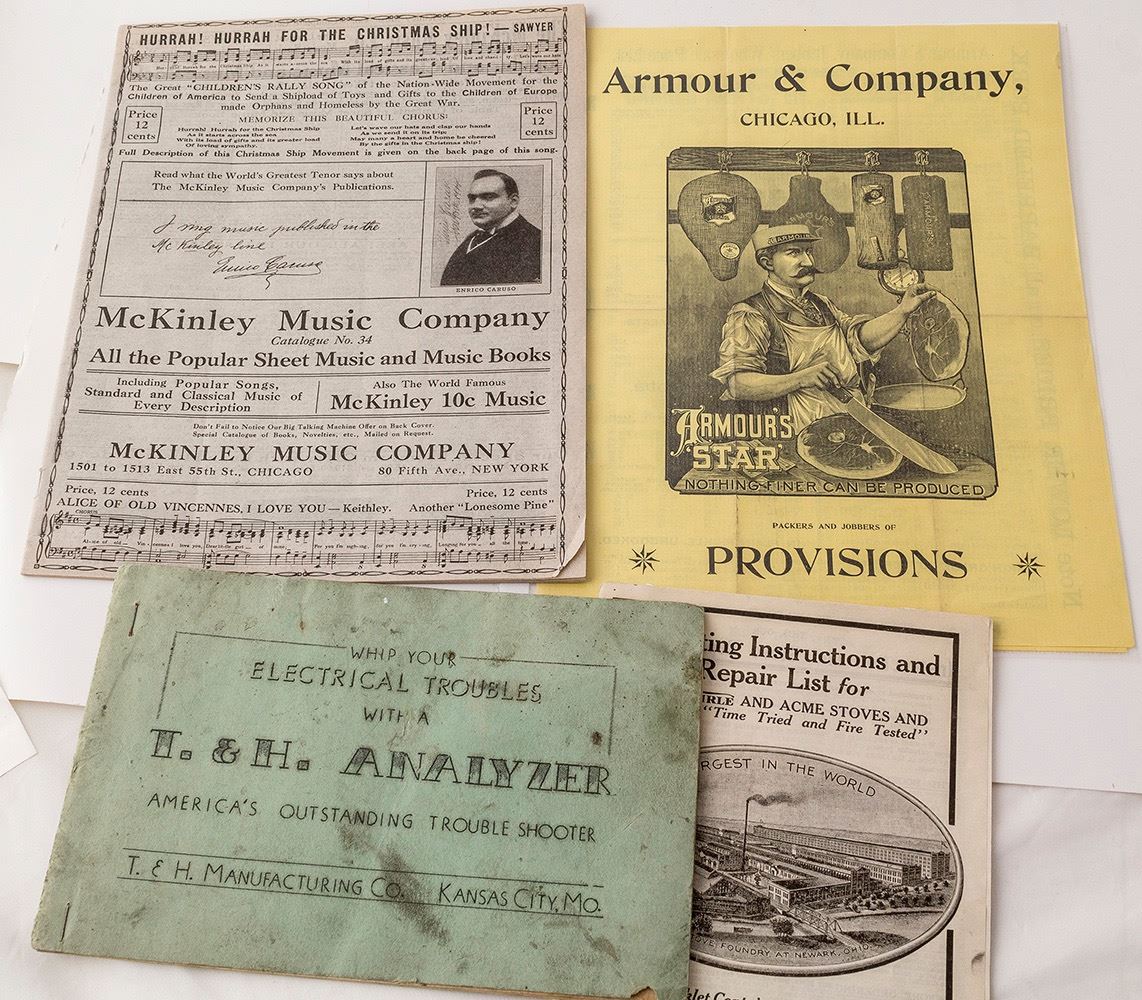 HURRAH! HURRAH FOR THE CHRISTMAS SHIP! — SAWYER
The Great "CHILDREN'S RALLY SONG" of the Nation-Wide Movement for the
Children of America to Send a Shipload of Toys and Gifts to the Children of Europe
made Orphans and Homeless by the Great War.
Price
12
cents
MEMORIZE THIS BEAUTIFUL CHORUS:
Hurrah! Hurrah for the Christmas Ship
As it starts across the sea
With its load of gifts and its greater load
Of loving sympathy.
Let's wave our hats and clap our hands
As we send it on its trip;
May many a heart and home be cheered
By the gifts in the Christmas ship!
Price
12
cents
Full Description of this Christmas Ship Movement is given on the back page of this song.
Read what the World's Greatest Tenor says about
The McKinley Music Company's Publications.
I sing music published in the
McKinley line
Enrico Caruso
ENRICO CARUSO
McKinley Music Company
Catalogue No. 34
All the Popular Sheet Music and Music Books
Including Popular Songs,
Standard and Classical Music of
Every Description
Also The World Famous
McKinley 10c Music
Don't Fail to Notice Our Big Talking Machine Offer on Back Cover.
Special Catalogue of Books, Novelties, etc., Mailed on Request.
McKINLEY MUSIC COMPANY
1501 to 1513 East 55th St., CHICAGO 80 Fifth Ave., NEW YORK
Price, 12 cents Price, 12 cents
ALICE OF OLD VINCENNES, I LOVE YOU — Keithley. Another "Lonesome Pine"
CHORUS
Armour & Company,
CHICAGO, ILL.
ARMOUR
ARMOUR'S
STAR
NOTHING FINER CAN BE PRODUCED
PACKERS AND JOBBERS OF
PROVISIONS
WHIP YOUR
ELECTRICAL TROUBLES
WITH A
T. & H. ANALYZER
AMERICA'S OUTSTANDING TROUBLE SHOOTER
T. & H. MANUFACTURING CO. KANSAS CITY, MO.
ting Instructions and
Repair List for
IRLE AND ACME STOVES AND
"Time Tried and Fire Tested"
RGEST IN THE WORLD
OVE FOUNDRY AT NEWARK, OHIO